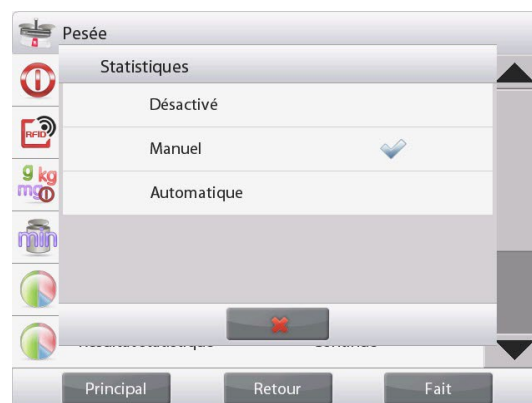 Pesée
Statistiques
Désactivé
Manuel
Automatique
RFID
g kg
mg
min
Principal
Retour
Fait